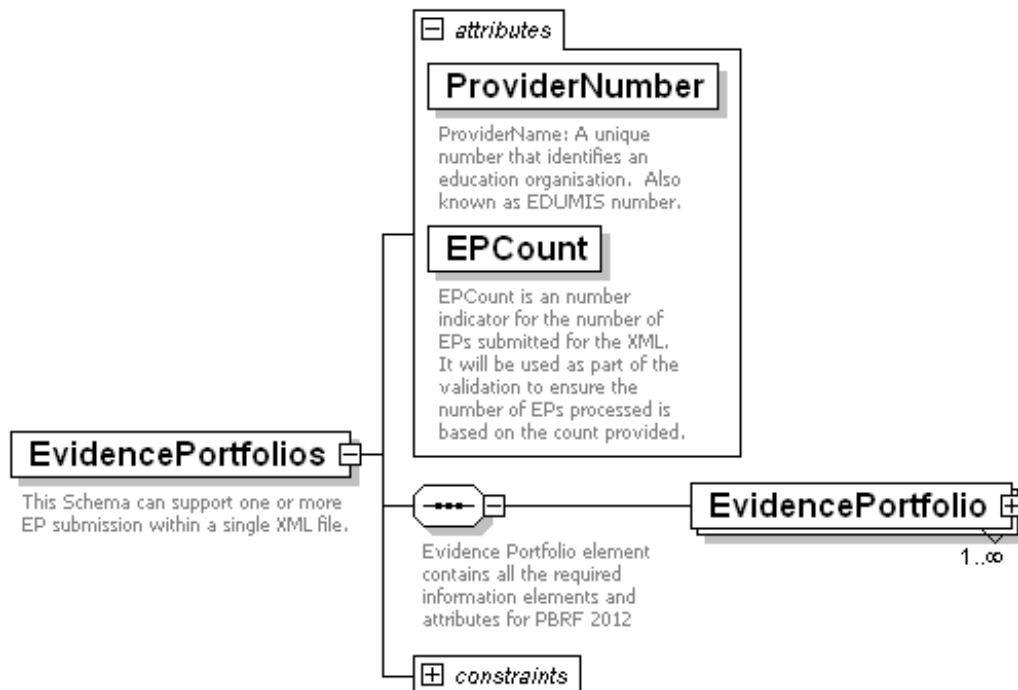 attributes
ProviderNumber
ProviderName: A unique
number that identifies an
education organisation.  Also
known as EDUMIS number.
EPCount
EPCount is an number
indicator for the number of
EPs submitted for the XML.
It will be used as part of the
validation to ensure the
number of EPs processed is
based on the count provided.
EvidencePortfolios
This Schema can support one or more
EP submission within a single XML file.
EvidencePortfolio
1..∞
Evidence Portfolio element
contains all the required
information elements and
attributes for PBRF 2012
constraints